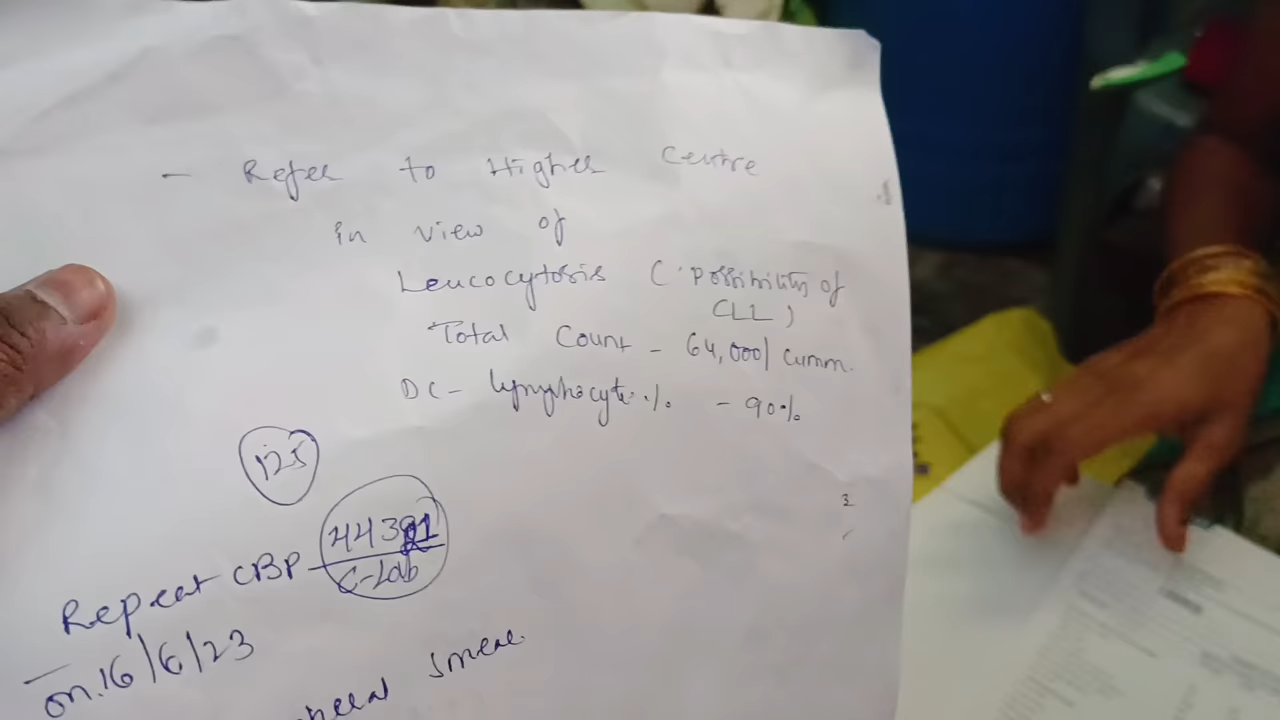 - Refer to Higher Centre
in view of
Leucocytosis ( possibility of
CLL )
Total Count - 64,000/ cumm.
DC - lymphocyte % - 90%
125
Repeat CBP
C-Lab
on 16/6/23
smear